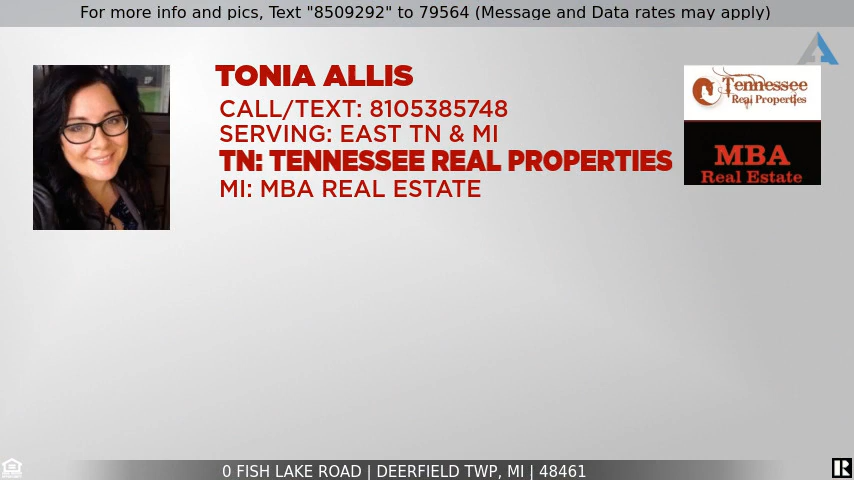 For more info and pics, Text "8509292" to 79564 (Message and Data rates may apply)
TONIA ALLIS
CALL/TEXT: 8105385748
SERVING: EAST TN & MI
TN: TENNESSEE REAL PROPERTIES
MI: MBA REAL ESTATE
Tennessee
Real Properties
MBA
Real Estate
0 FISH LAKE ROAD | DEERFIELD TWP, MI | 48461